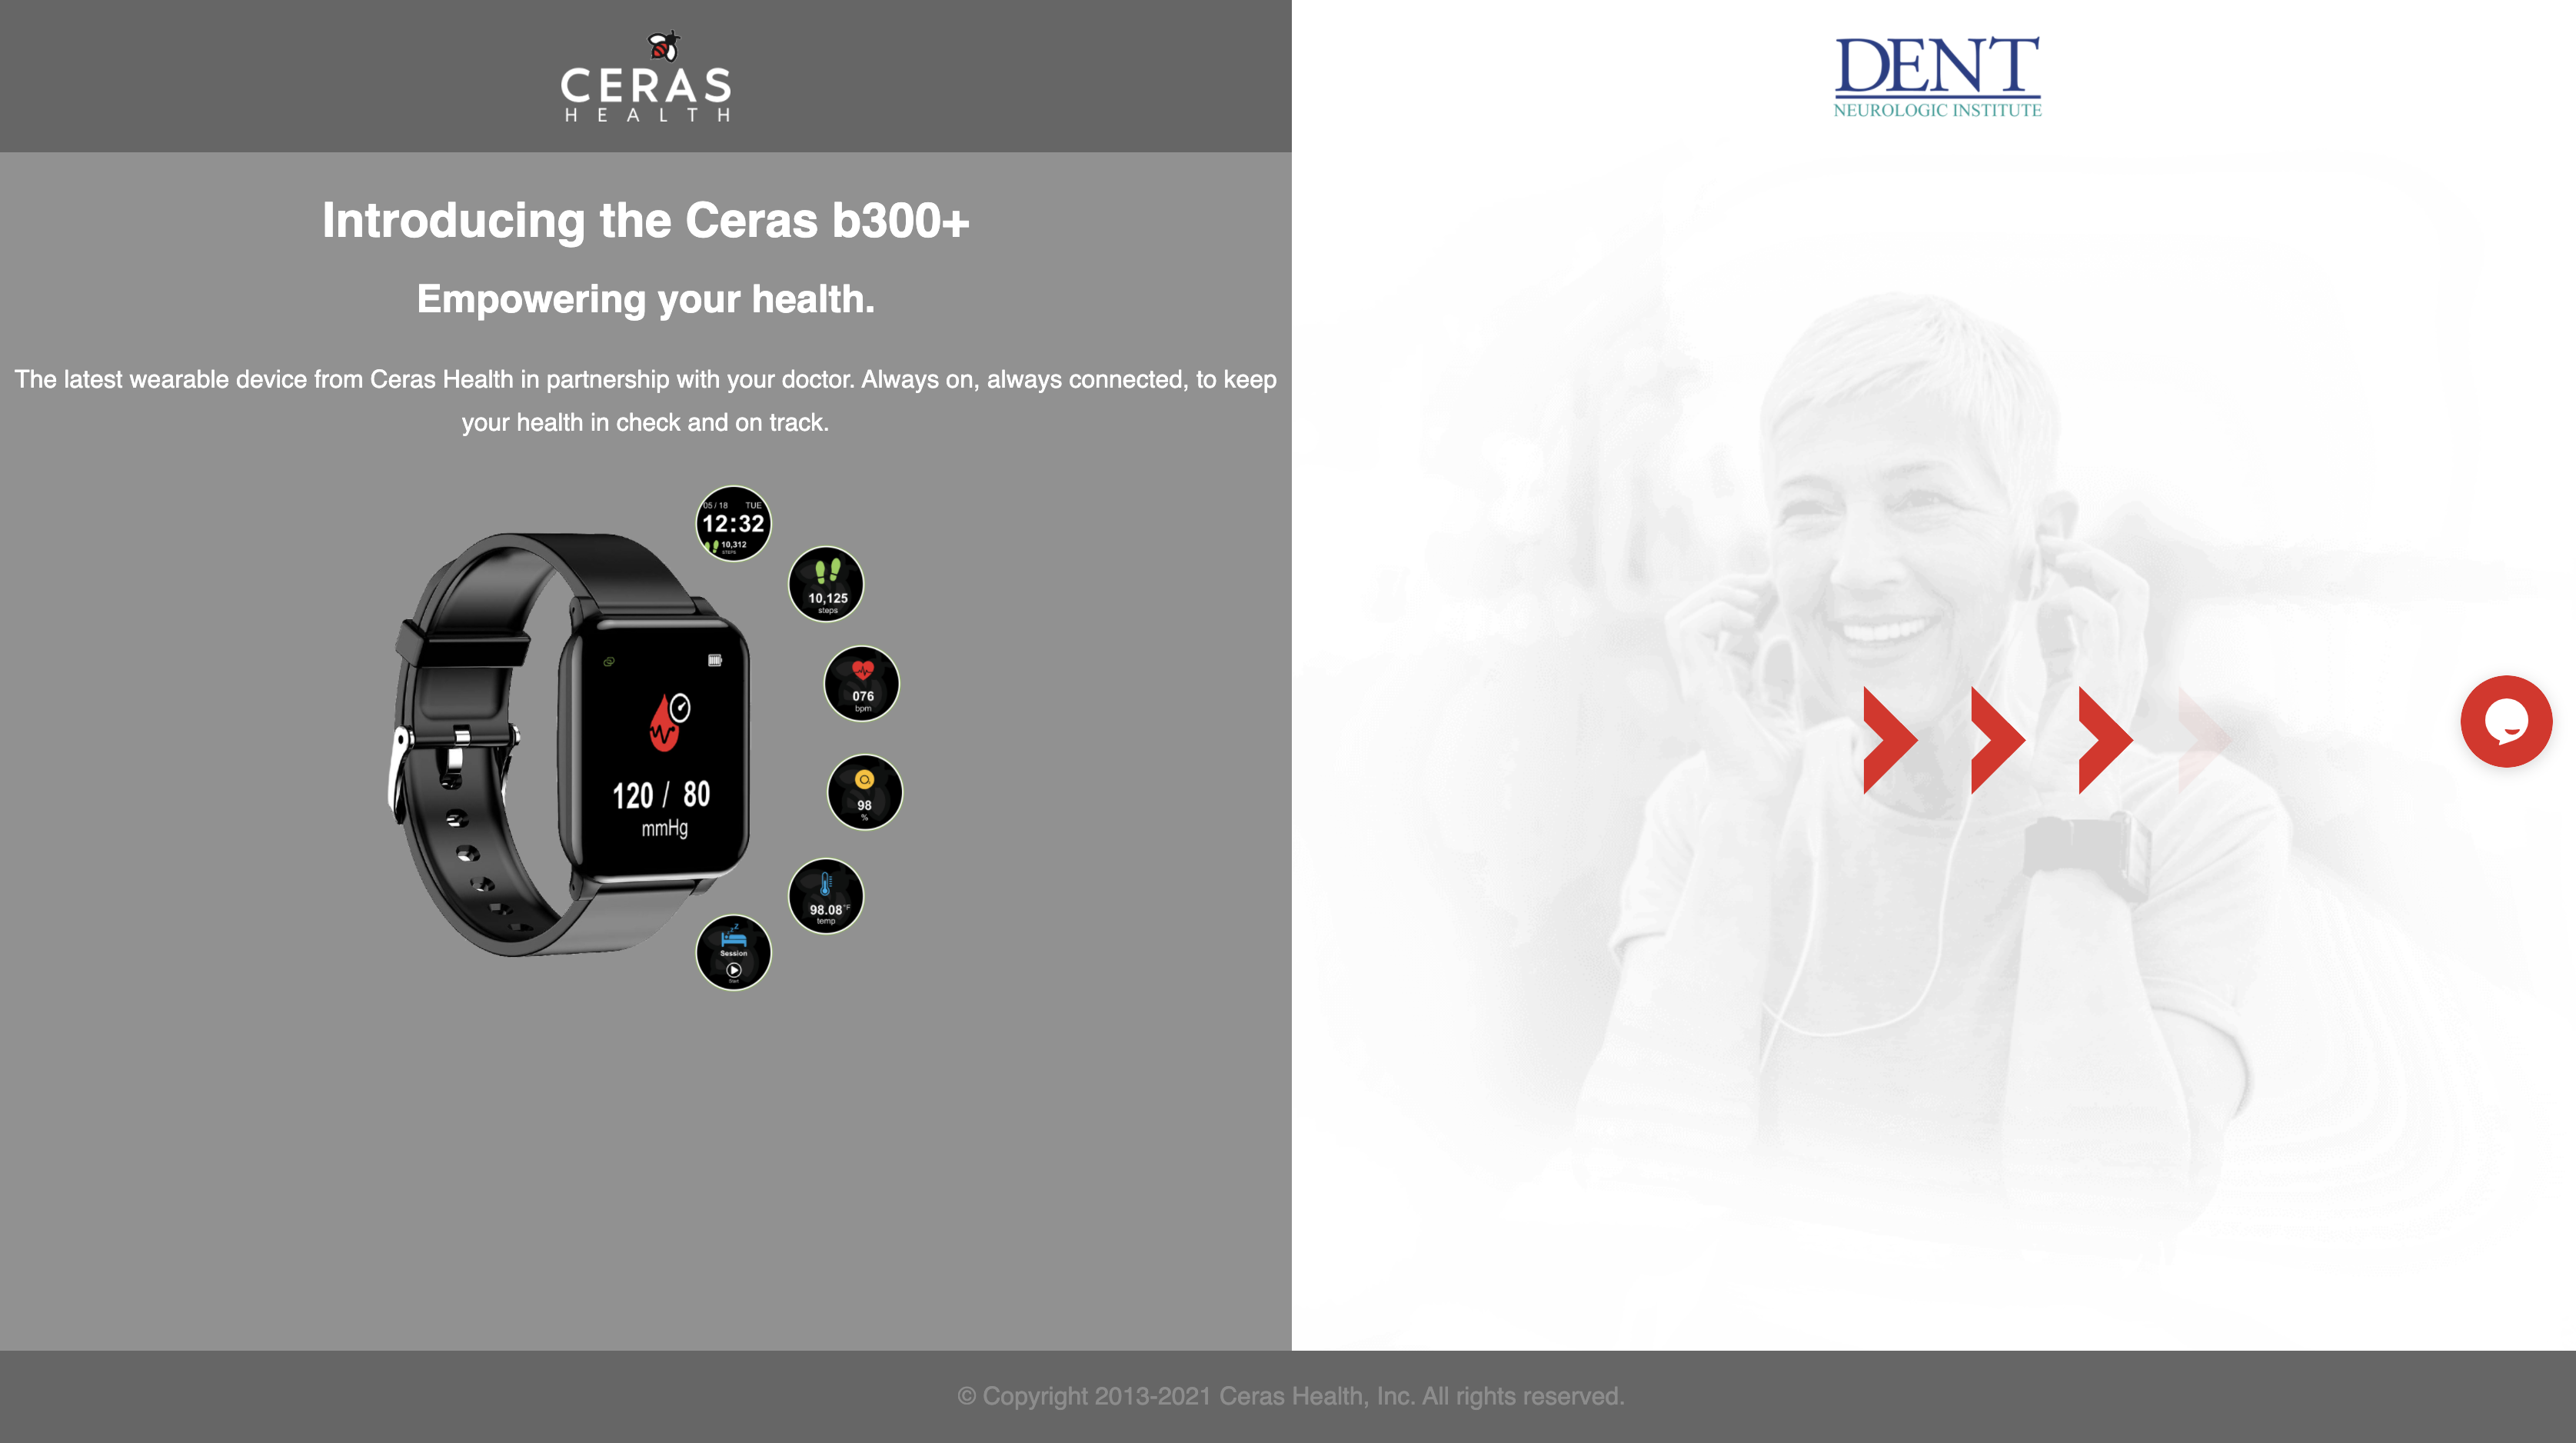 CERAS
HEALTH
DENT
NEUROLOGIC INSTITUTE
Introducing the Ceras b300+
Empowering your health.
The latest wearable device from Ceras Health in partnership with your doctor. Always on, always connected, to keep
your health in check and on track.
05/18 TUE
12:32
10,312
STEPS
10,125
steps
076
bpm
120 / 80
mmHg
98
%
98.08°F
temp
zzZ
Session
Start
© Copyright 2013-2021 Ceras Health, Inc. All rights reserved.